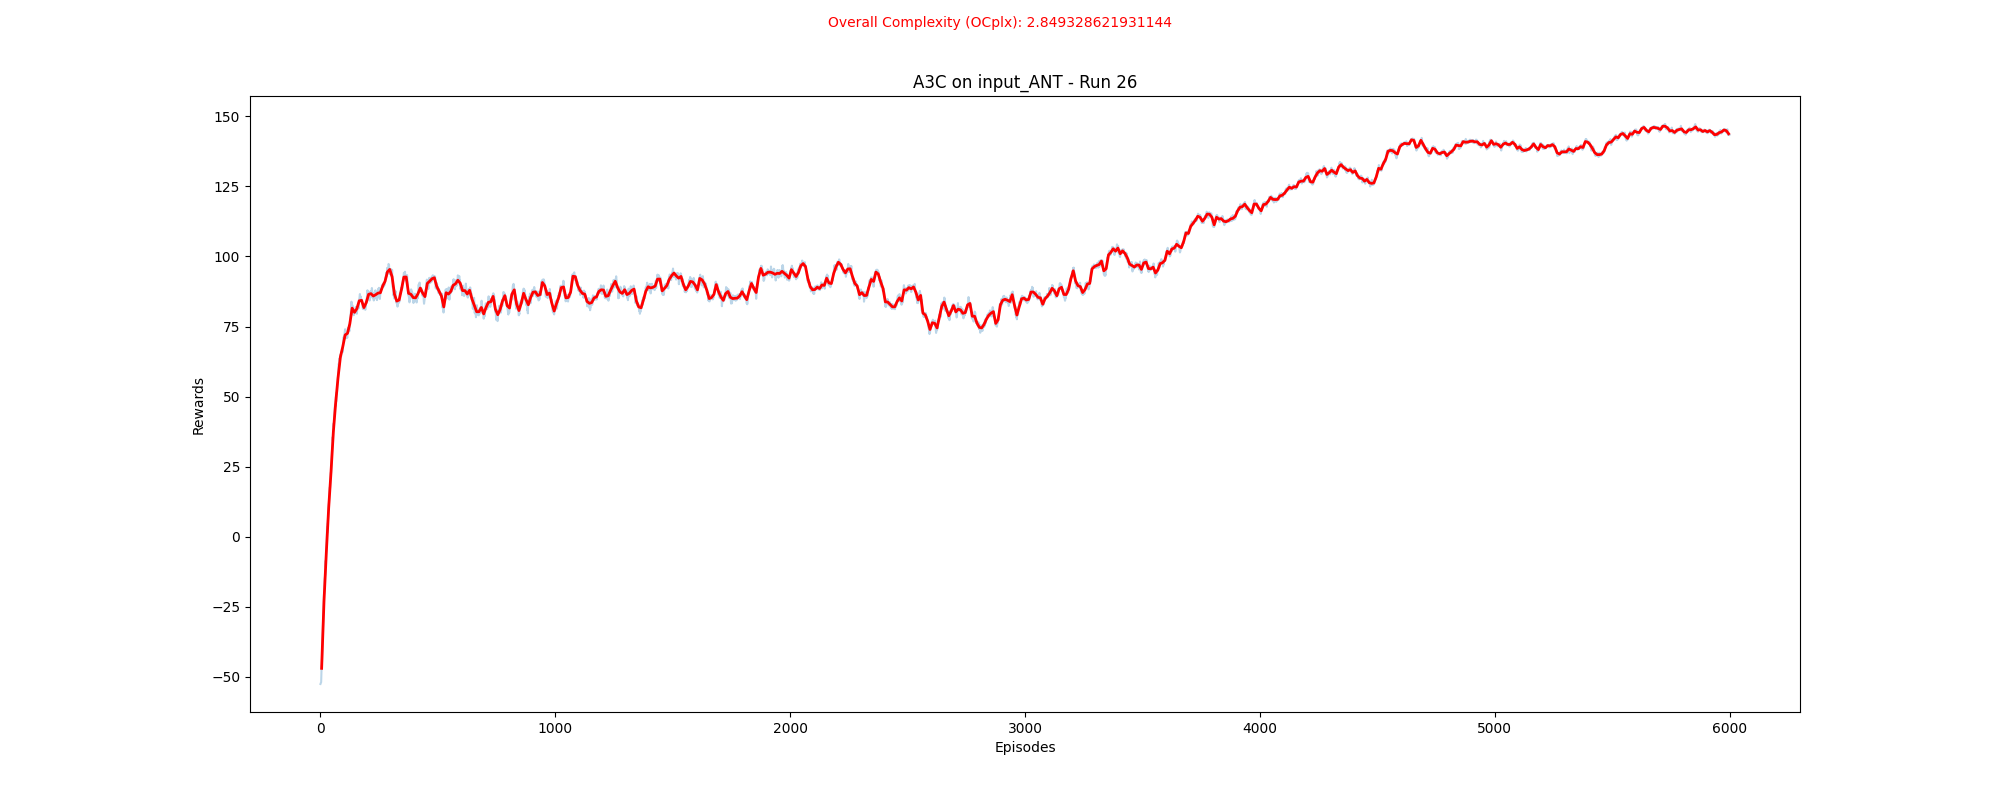 Overall Complexity (OCplx): 2.849328621931144
A3C on input_ANT - Run 26
150
125
100
75
50
25
0
−25
−50
Rewards
0 1000 2000 3000 4000 5000 6000
Episodes